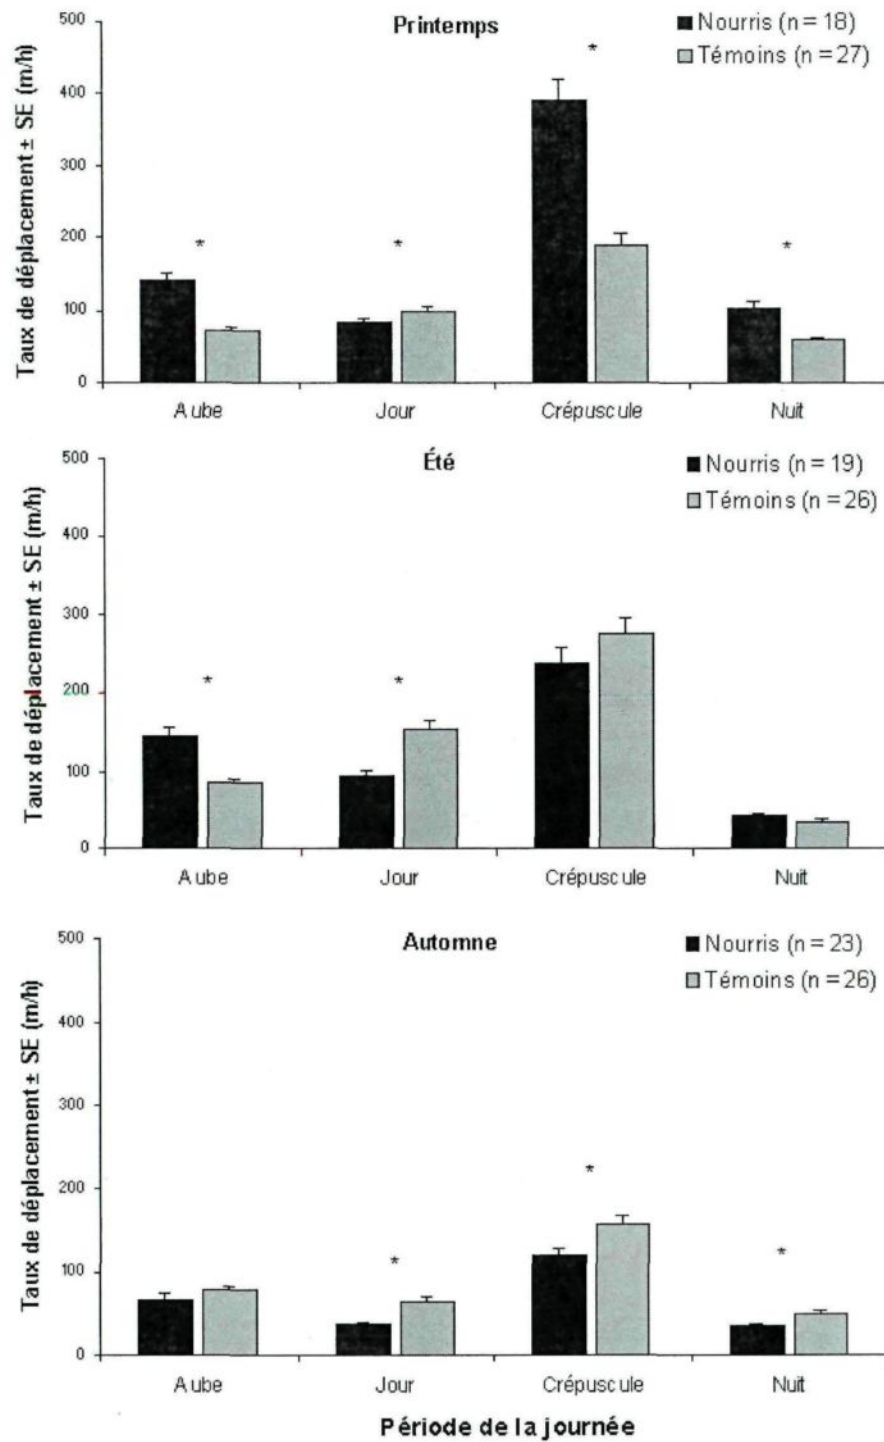 Printemps
Nourris (n = 18)
Témoins (n = 27)
Taux de déplacement ± SE (m/h)
500
400
300
200
100
0
* * * *
Aube Jour Crépuscule Nuit
Été
Nourris (n = 19)
Témoins (n = 26)
Taux de déplacement ± SE (m/h)
500
400
300
200
100
0
* *
Aube Jour Crépuscule Nuit
Automne
Nourris (n = 23)
Témoins (n = 26)
Taux de déplacement ± SE (m/h)
500
400
300
200
100
0
* * *
Aube Jour Crépuscule Nuit
Période de la journée